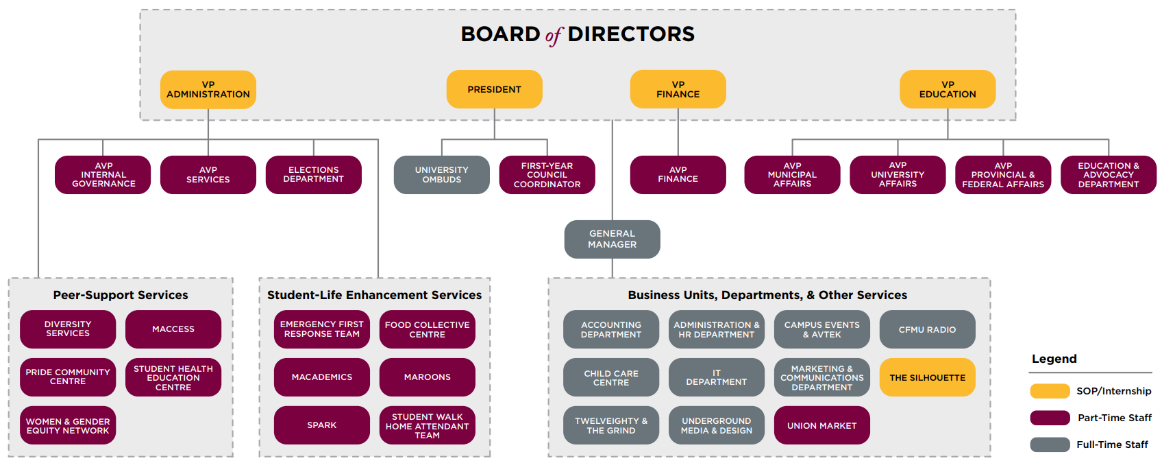 BOARD of DIRECTORS
VP
ADMINISTRATION
PRESIDENT
VP
FINANCE
VP
EDUCATION
AVP
INTERNAL
GOVERNANCE
AVP
SERVICES
ELECTIONS
DEPARTMENT
UNIVERSITY
OMBUDS
FIRST-YEAR
COUNCIL
COORDINATOR
AVP
FINANCE
AVP
MUNICIPAL
AFFAIRS
AVP
UNIVERSITY
AFFAIRS
AVP
PROVINCIAL
& FEDERAL AFFAIRS
EDUCATION &
ADVOCACY
DEPARTMENT
GENERAL
MANAGER
Peer-Support Services
DIVERSITY
SERVICES
MACCESS
PRIDE COMMUNITY
CENTRE
STUDENT HEALTH
EDUCATION
CENTRE
WOMEN & GENDER
EQUITY NETWORK
Student-Life Enhancement Services
EMERGENCY FIRST
RESPONSE TEAM
FOOD COLLECTIVE
CENTRE
MACADEMICS
MAROONS
SPARK
STUDENT WALK
HOME ATTENDANT
TEAM
Business Units, Departments, & Other Services
ACCOUNTING
DEPARTMENT
ADMINISTRATION &
HR DEPARTMENT
CAMPUS EVENTS
& AVTEK
CFMU RADIO
CHILD CARE
CENTRE
IT
DEPARTMENT
MARKETING &
COMMUNICATIONS
DEPARTMENT
THE SILHOUETTE
TWELVEIGHTY &
THE GRIND
UNDERGROUND
MEDIA & DESIGN
UNION MARKET
Legend
SOP/Internship
Part-Time Staff
Full-Time Staff